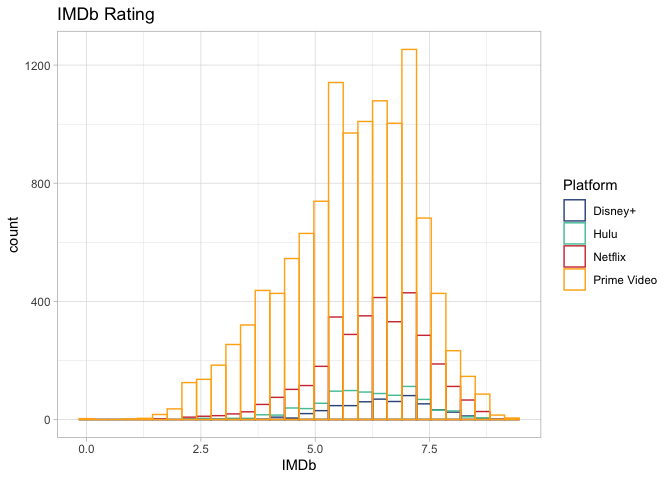 IMDb Rating
1200
800
400
0
count
0.0
2.5
5.0
7.5
IMDb
Platform
Disney+
Hulu
Netflix
Prime Video